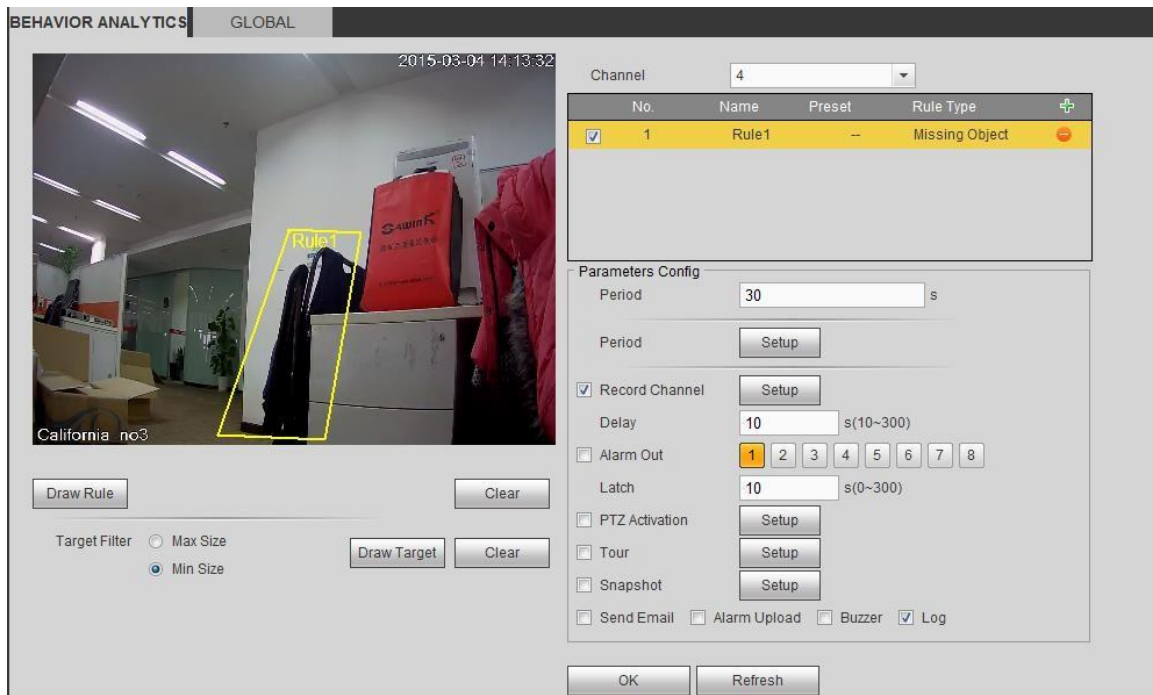 BEHAVIOR ANALYTICS GLOBAL
2015-03-04 14:13:32
Rule1
California no3
Draw Rule Clear
Target Filter Max Size
Min Size
Draw Target Clear
Channel 4
No. Name Preset Rule Type
1 Rule1 -- Missing Object
Parameters Config
Period 30 s
Period Setup
Record Channel Setup
Delay 10 s(10~300)
Alarm Out 1 2 3 4 5 6 7 8
Latch 10 s(0~300)
PTZ Activation Setup
Tour Setup
Snapshot Setup
Send Email Alarm Upload Buzzer Log
OK Refresh